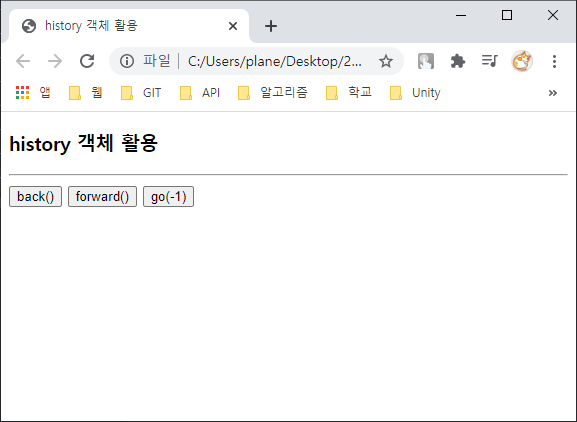 history 객체 활용
파일 C:/Users/plane/Desktop/2...
앱 웹 GIT API 알고리즘 학교 Unity
history 객체 활용
back() forward() go(-1)